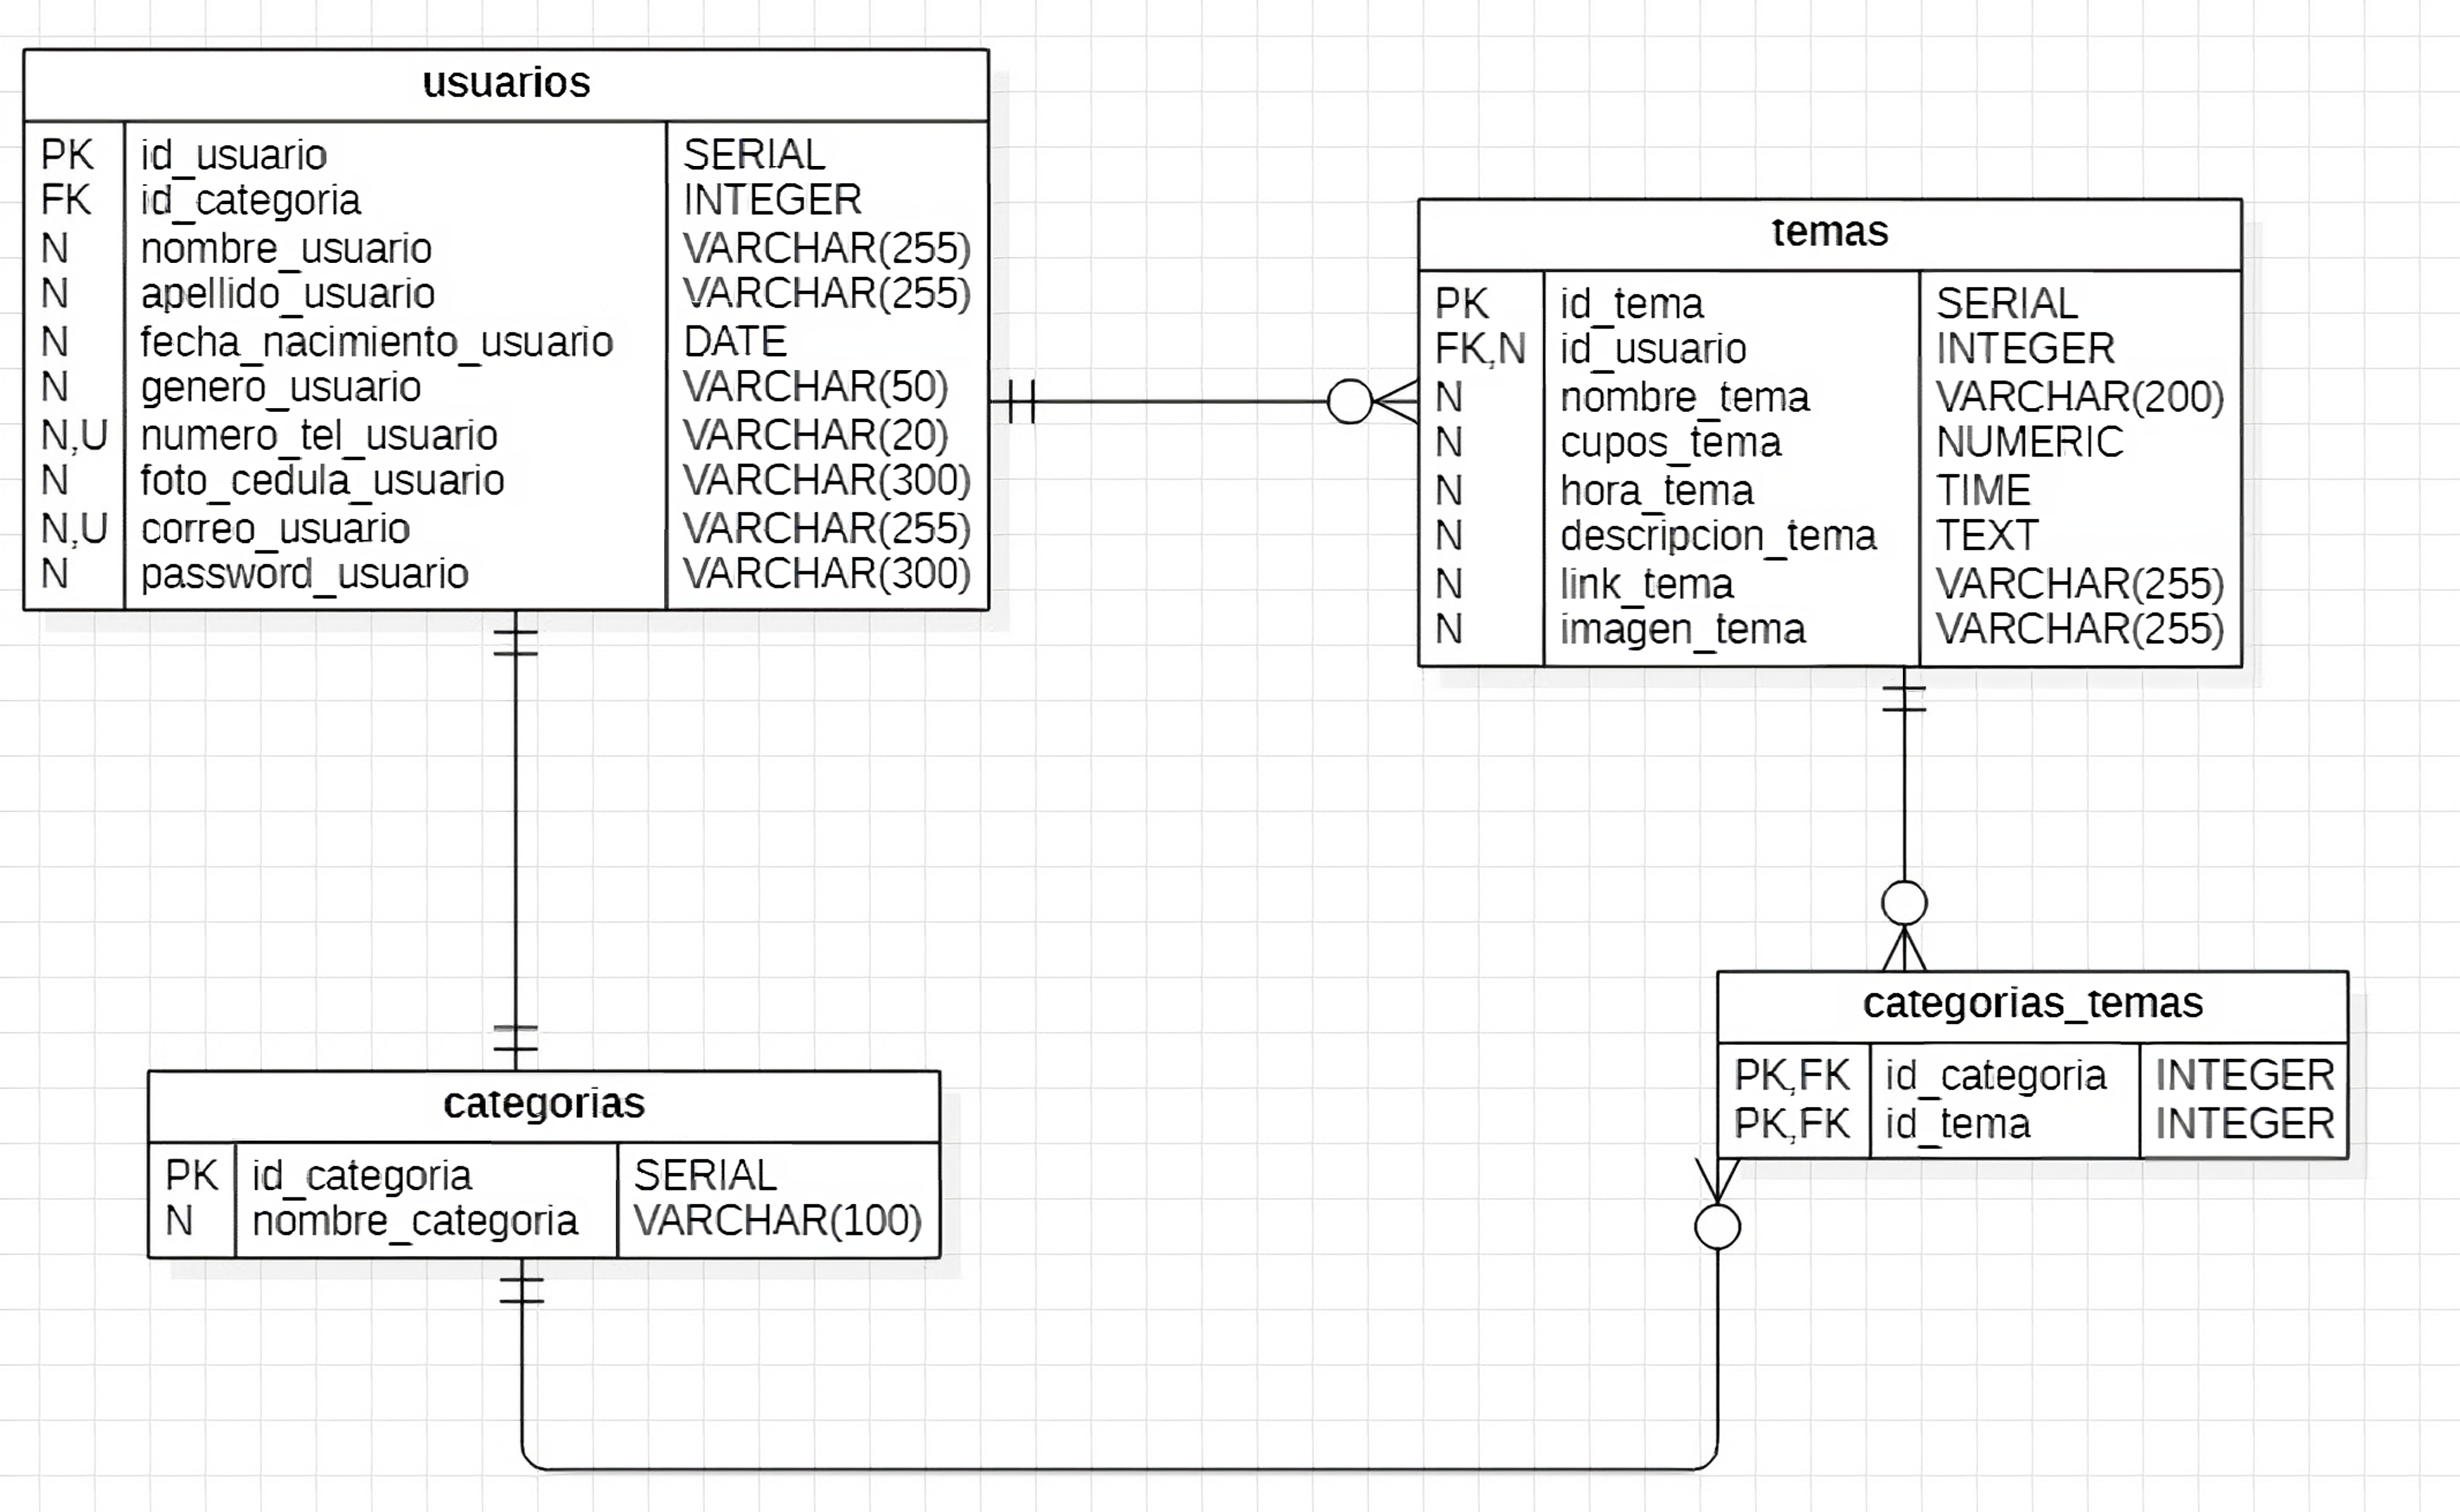 usuarios
PK id_usuario SERIAL
FK id_categoria INTEGER
N nombre_usuario VARCHAR(255)
N apellido_usuario VARCHAR(255)
N fecha_nacimiento_usuario DATE
N genero_usuario VARCHAR(50)
N,U numero_tel_usuario VARCHAR(20)
N foto_cedula_usuario VARCHAR(300)
N,U correo_usuario VARCHAR(255)
N password_usuario VARCHAR(300)
temas
PK id_tema SERIAL
FK,N id_usuario INTEGER
N nombre_tema VARCHAR(200)
N cupos_tema NUMERIC
N hora_tema TIME
N descripcion_tema TEXT
N link_tema VARCHAR(255)
N imagen_tema VARCHAR(255)
categorias_temas
PK,FK id_categoria INTEGER
PK,FK id_tema INTEGER
categorias
PK id_categoria SERIAL
N nombre_categoria VARCHAR(100)